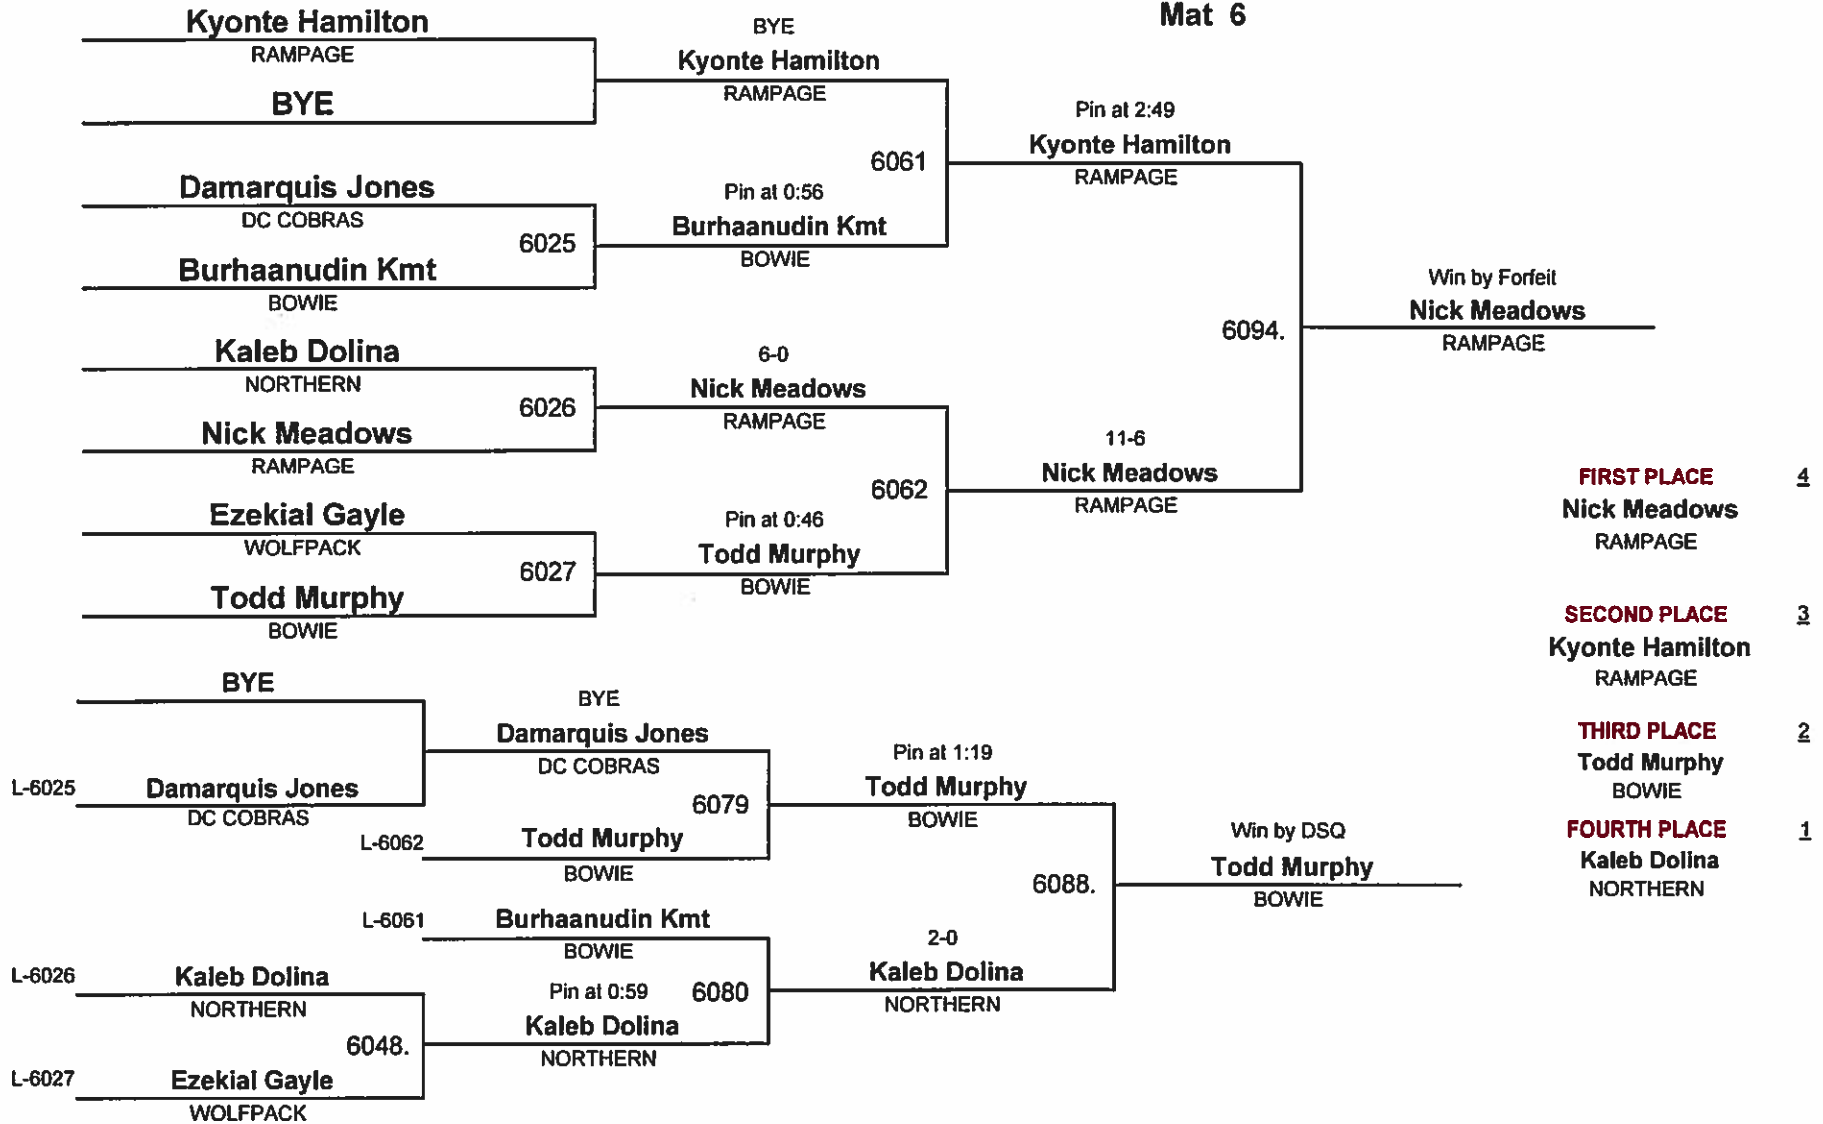 Mat 6
Kyonte Hamilton
RAMPAGE
BYE
Damarquis Jones
DC COBRAS
6025
Burhaanudin Kmt
BOWIE
Kaleb Dolina
NORTHERN
6026
Nick Meadows
RAMPAGE
Ezekial Gayle
WOLFPACK
6027
Todd Murphy
BOWIE
BYE
Kyonte Hamilton
RAMPAGE
6061
Pin at 0:56
Burhaanudin Kmt
BOWIE
6-0
Nick Meadows
RAMPAGE
6062
Pin at 0:46
Todd Murphy
BOWIE
Pin at 2:49
Kyonte Hamilton
RAMPAGE
6094.
11-6
Nick Meadows
RAMPAGE
Win by Forfeit
Nick Meadows
RAMPAGE
BYE
L-6025 Damarquis Jones
DC COBRAS
L-6026 Kaleb Dolina
NORTHERN
6048.
L-6027 Ezekial Gayle
WOLFPACK
BYE
Damarquis Jones
DC COBRAS
6079
L-6062 Todd Murphy
BOWIE
L-6061 Burhaanudin Kmt
BOWIE
Pin at 0:59 6080
Kaleb Dolina
NORTHERN
Pin at 1:19
Todd Murphy
BOWIE
6088.
2-0
Kaleb Dolina
NORTHERN
Win by DSQ
Todd Murphy
BOWIE
FIRST PLACE 4
Nick Meadows
RAMPAGE
SECOND PLACE 3
Kyonte Hamilton
RAMPAGE
THIRD PLACE 2
Todd Murphy
BOWIE
FOURTH PLACE 1
Kaleb Dolina
NORTHERN